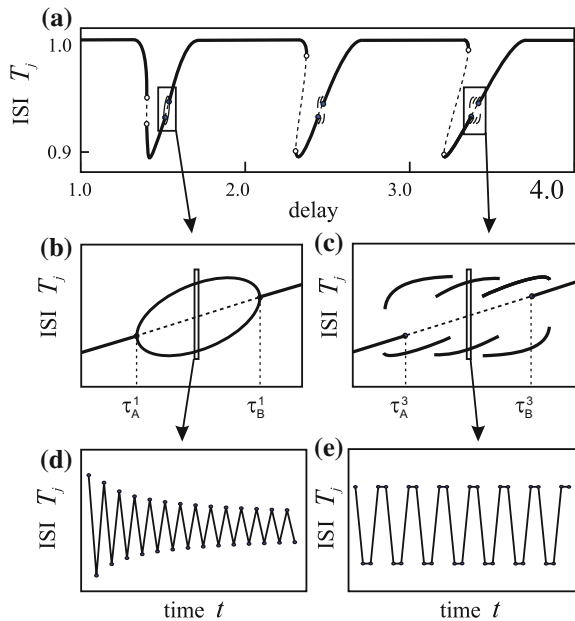 (a)
ISI T_j
1.0
0.9
1.0 2.0 3.0 4.0
delay
(b) (c)
ISI T_j ISI T_j
τ_A^1 τ_B^1 τ_A^3 τ_B^3
(d) (e)
ISI T_j ISI T_j
time t time t